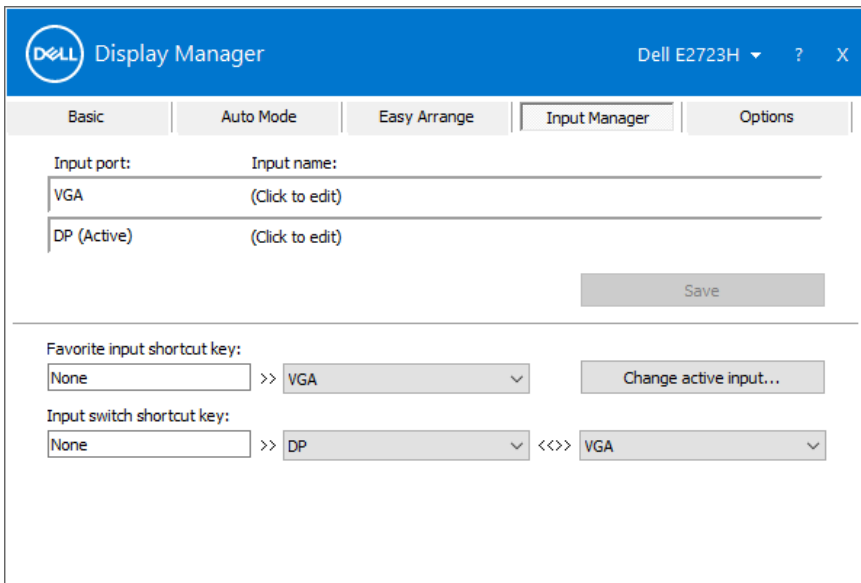 DELL Display Manager Dell E2723H ? X
Basic Auto Mode Easy Arrange Input Manager Options
Input port: Input name:
VGA (Click to edit)
DP (Active) (Click to edit)
Save
Favorite input shortcut key:
None >> VGA Change active input...
Input switch shortcut key:
None >> DP <<>> VGA